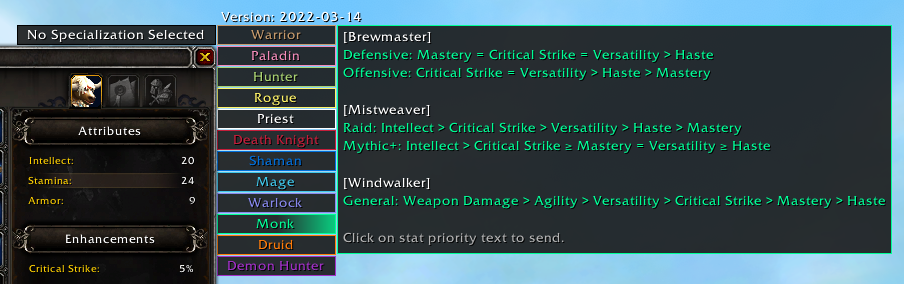 Version: 2022-03-14
No Specialization Selected
Attributes
Intellect: 20
Stamina: 24
Armor: 9
Enhancements
Critical Strike: 5%
Warrior
Paladin
Hunter
Rogue
Priest
Death Knight
Shaman
Mage
Warlock
Monk
Druid
Demon Hunter
[Brewmaster]
Defensive: Mastery = Critical Strike = Versatility > Haste
Offensive: Critical Strike = Versatility > Haste > Mastery
[Mistweaver]
Raid: Intellect > Critical Strike > Versatility > Haste > Mastery
Mythic+: Intellect > Critical Strike ≥ Mastery = Versatility ≥ Haste
[Windwalker]
General: Weapon Damage > Agility > Versatility > Critical Strike > Mastery > Haste
Click on stat priority text to send.